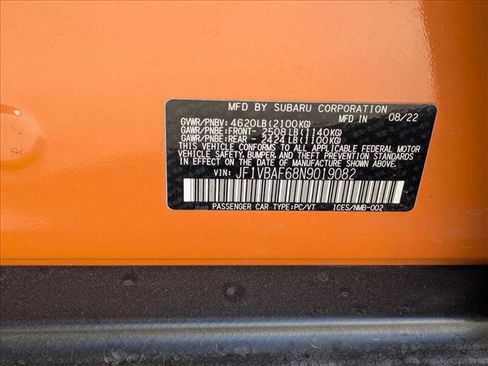 MFD BY SUBARU CORPORATION
GVWR/PNBV: 4620LB(2100KG) MFD IN 08/22
GAWR/PNBE:FRONT- 2508LB(1140KG)
GAWR/PNBE:REAR - 2424LB(1100KG)
THIS VEHICLE CONFORMS TO ALL APPLICABLE FEDERAL MOTOR
VEHICLE SAFETY, BUMPER, AND THEFT PREVENTION STANDARDS
IN EFFECT ON THE DATE OF MANUFACTURE SHOWN ABOVE.
VIN: JF1VBAF68N9019082
PASSENGER CAR TYPE:PC/VT ICES/NMB-002